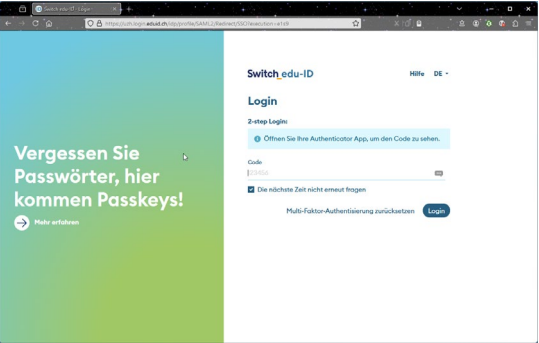 Switch edu-ID - Login
https://uth.login.eduid.ch/idp/profile/SAML2/Redirect/SSO?execution=e1s9
Switch edu-ID
Hilfe DE
Login
2-step Login:
Öffnen Sie Ihre Authenticator App, um den Code zu sehen.
Code
123456
Die nächste Zeit nicht erneut fragen
Multi-Faktor-Authentisierung zurücksetzen Login
Vergessen Sie
Passwörter, hier
kommen Passkeys!
Mehr erfahren